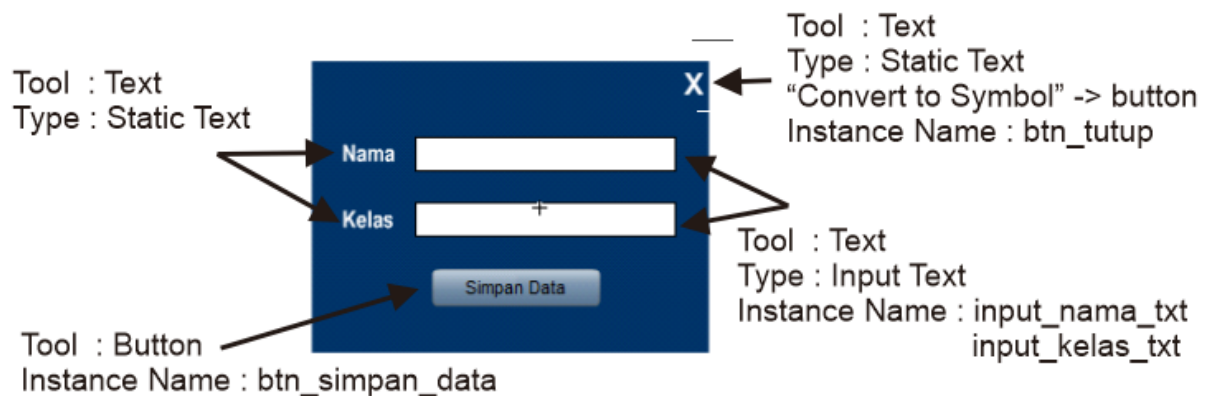 Tool : Text
Type : Static Text
Tool : Text
Type : Static Text
“Convert to Symbol” -> button
Instance Name : btn_tutup
X
Nama
Kelas
Simpan Data
Tool : Text
Type : Input Text
Instance Name : input_nama_txt
input_kelas_txt
Tool : Button
Instance Name : btn_simpan_data